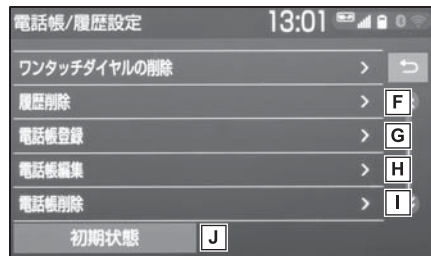 電話帳/履歴設定 13:01
ワンタッチダイヤルの削除
履歴削除 F
電話帳登録 G
電話帳編集 H
電話帳削除 I
初期状態 J